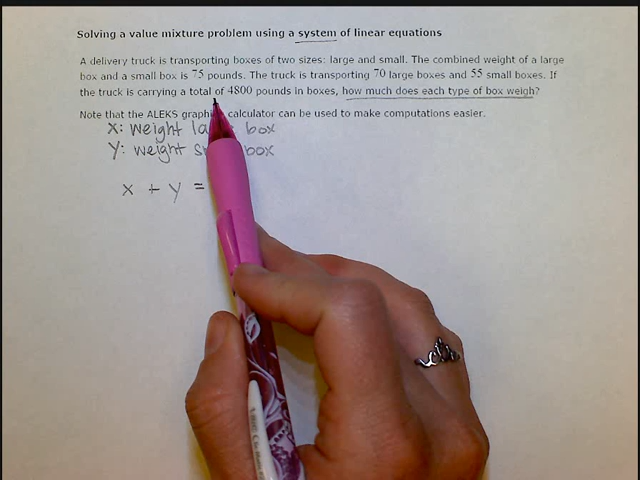 Solving a value mixture problem using a system of linear equations
A delivery truck is transporting boxes of two sizes: large and small. The combined weight of a large
box and a small box is 75 pounds. The truck is transporting 70 large boxes and 55 small boxes. If
the truck is carrying a total of 4800 pounds in boxes, how much does each type of box weigh?
Note that the ALEKS calculator can be used to make computations easier.
X: weight box
Y: weight box
x + y =